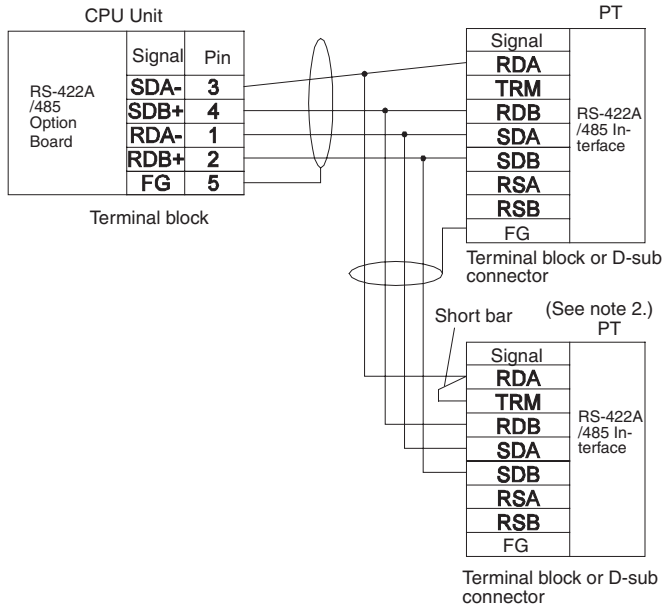 CPU Unit
Signal Pin
RS-422A
/485
Option
Board
SDA- 3
SDB+ 4
RDA- 1
RDB+ 2
FG 5
Terminal block
PT
Signal
RDA
TRM
RDB
SDA
SDB
RSA
RSB
FG
RS-422A
/485 In-
terface
Terminal block or D-sub
connector
Short bar
(See note 2.)
PT
Signal
RDA
TRM
RDB
SDA
SDB
RSA
RSB
FG
RS-422A
/485 In-
terface
Terminal block or D-sub
connector